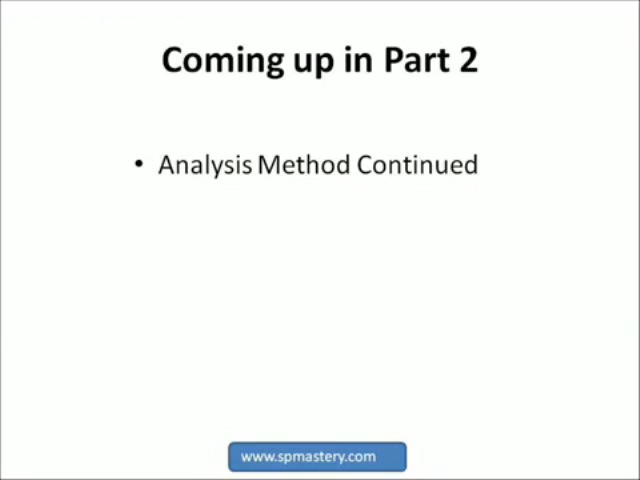 Coming up in Part 2
• Analysis Method Continued
www.spmastery.com